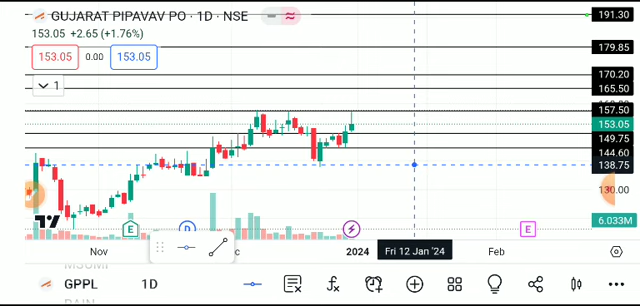 GUJARAT PIPAVAV PO · 1D · NSE
153.05 +2.65 (+1.76%)
153.05 0.00 153.05
1
191.30
179.85
170.20
165.50
157.50
153.05
149.75
144.60
138.75
130.00
6.033M
E D E
Nov 2024 Fri 12 Jan '24 Feb
GPPL 1D